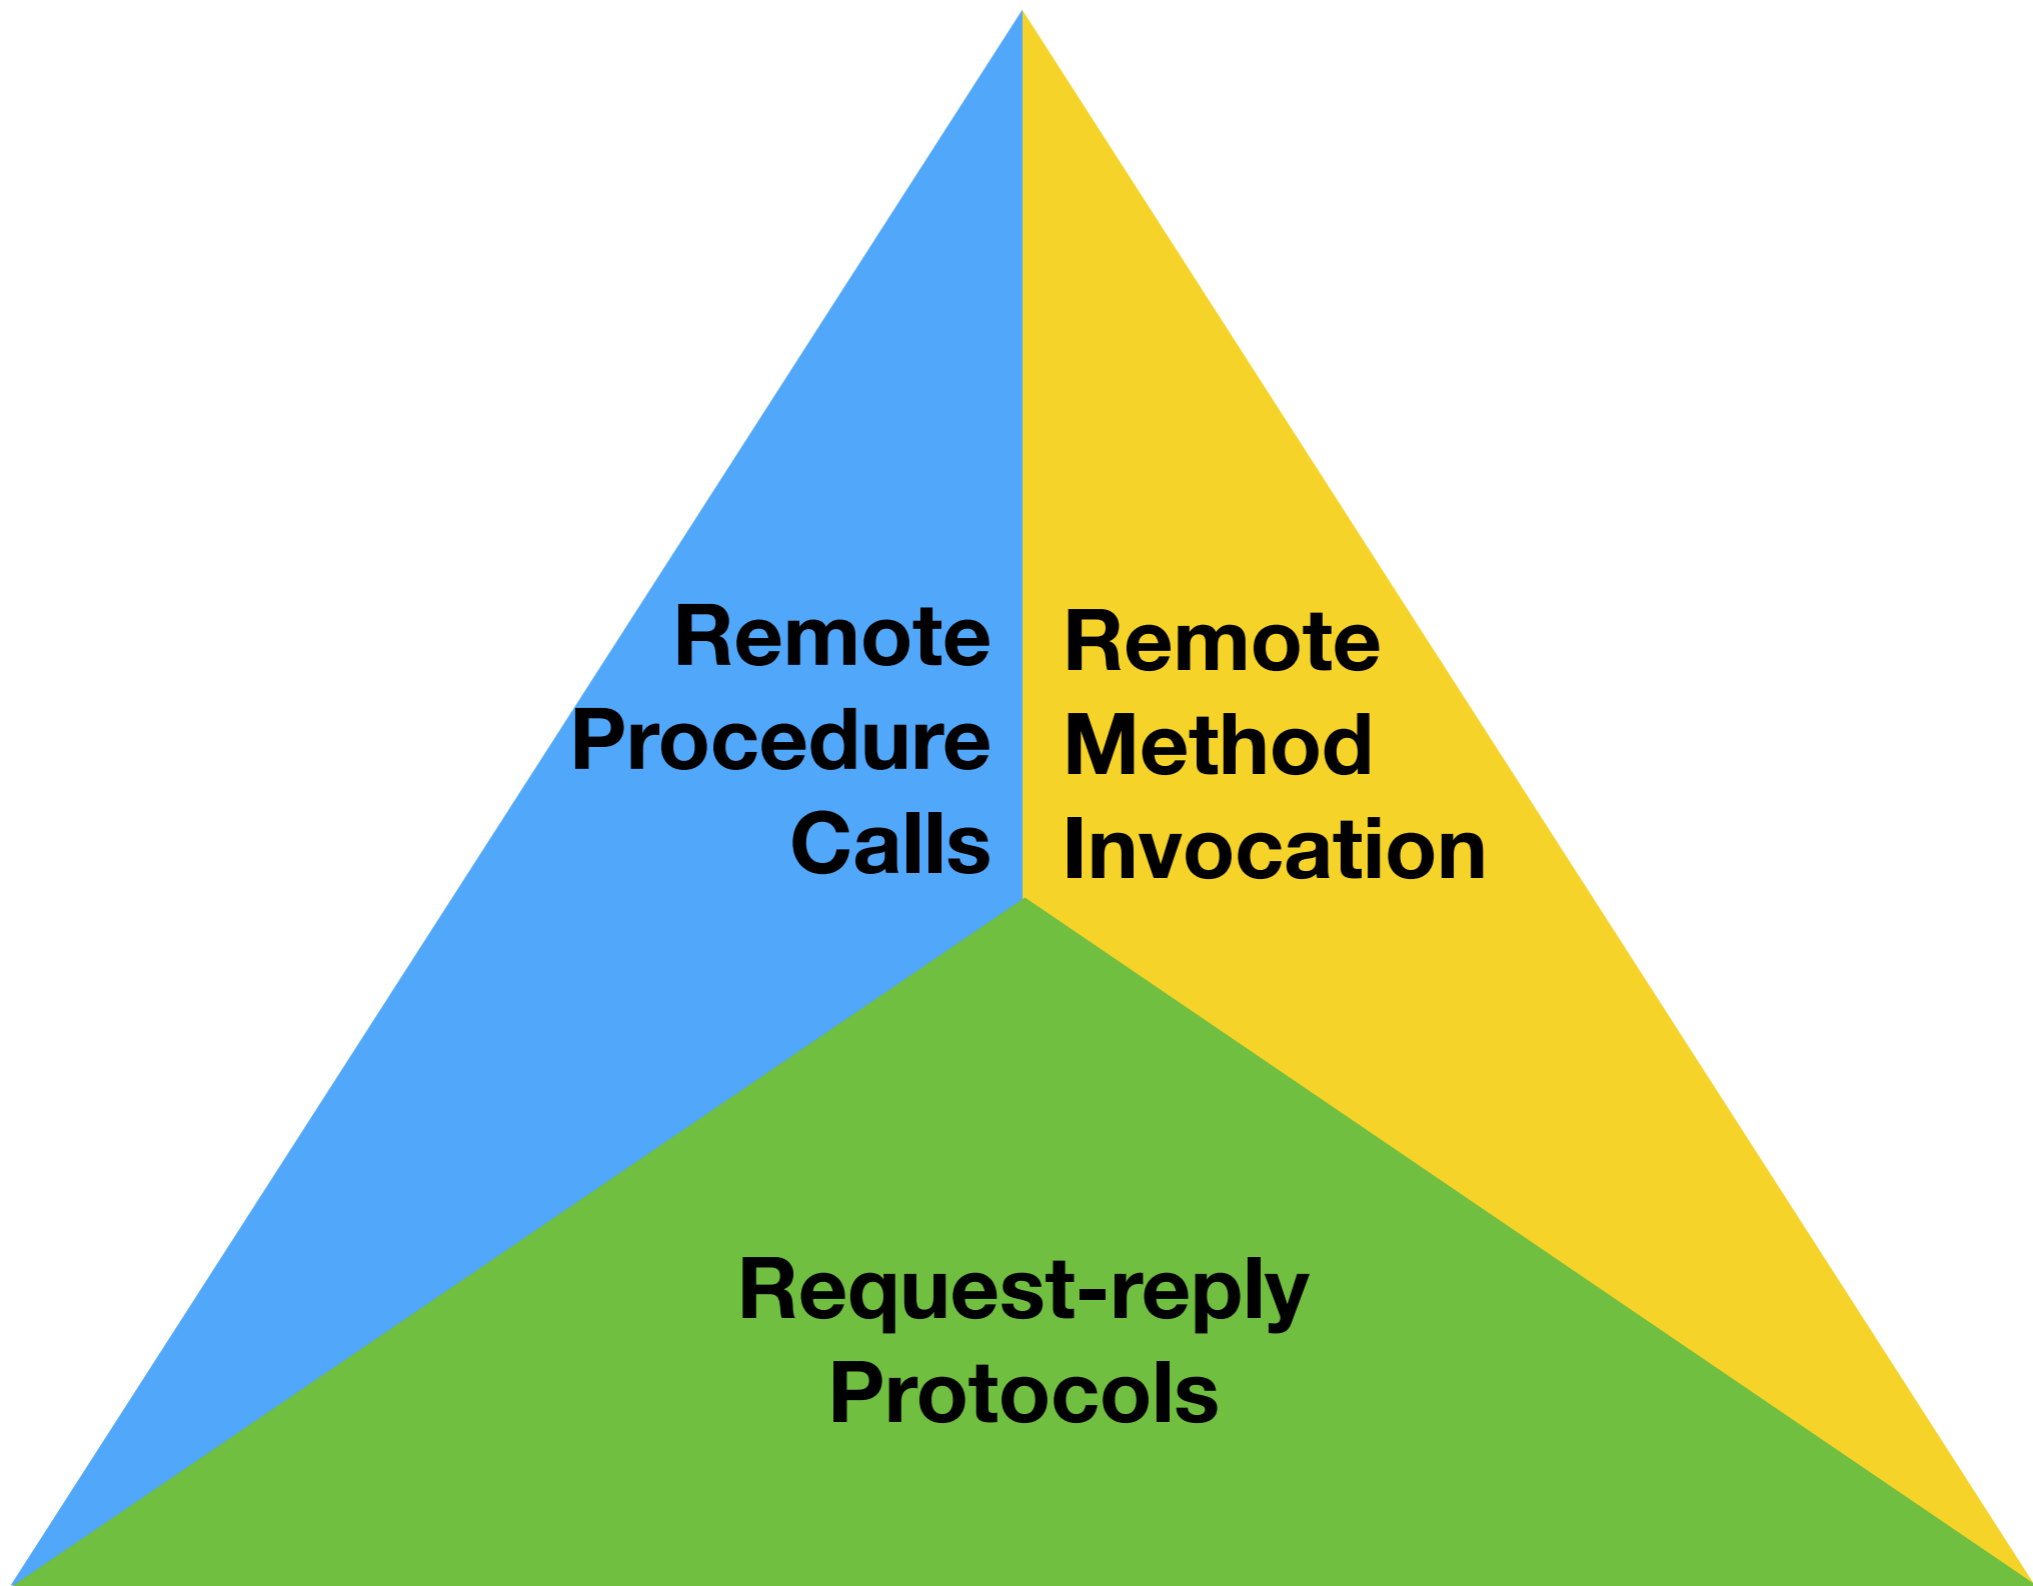 Remote
Procedure
Calls
Remote
Method
Invocation
Request-reply
Protocols